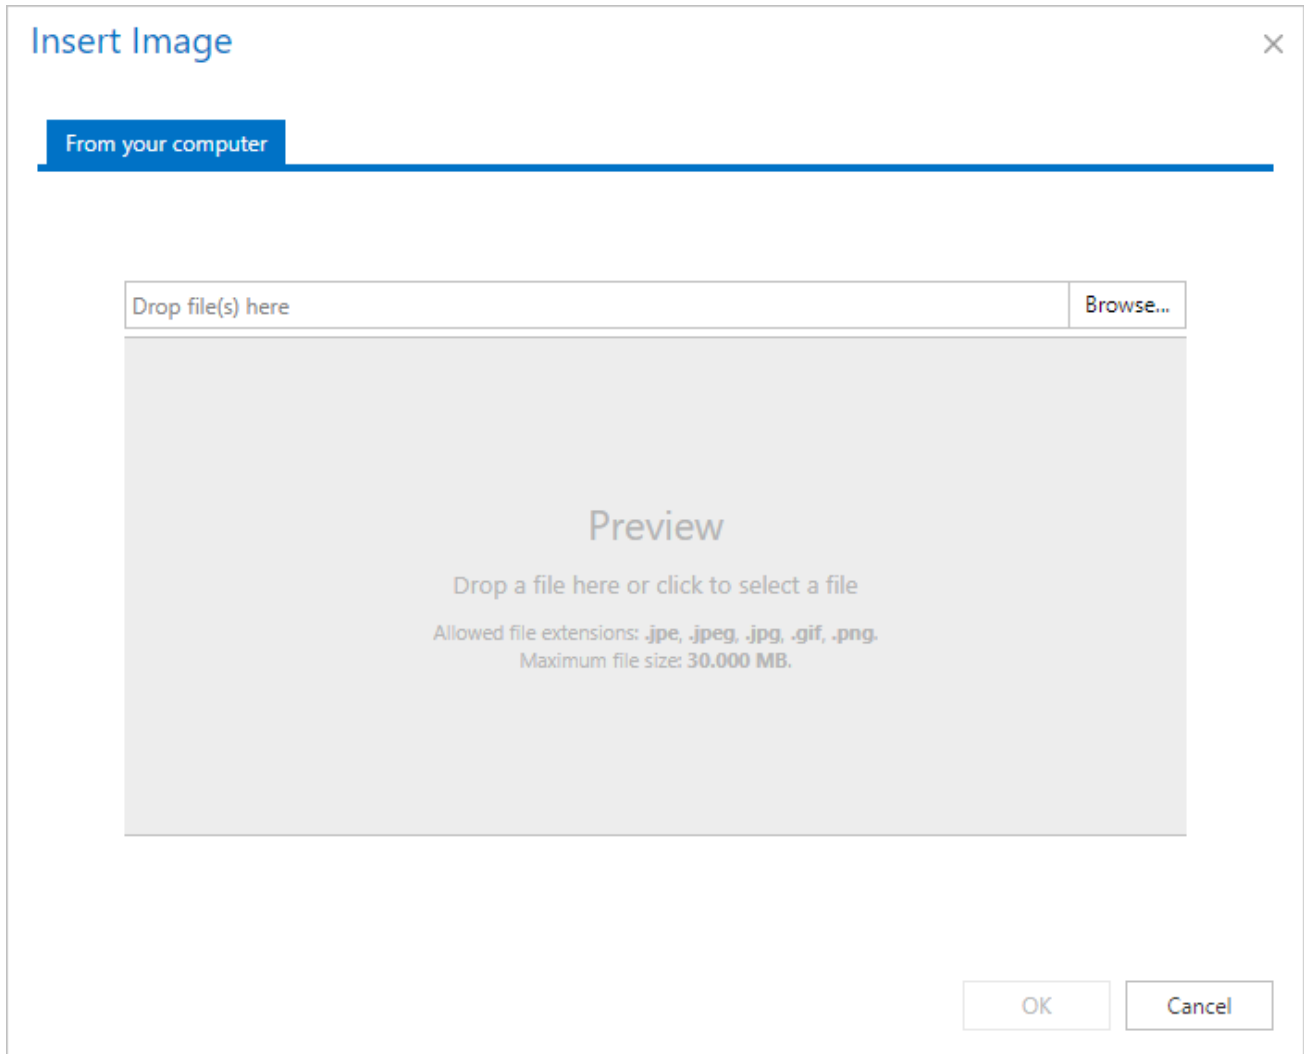 Insert Image
From your computer
Drop file(s) here
Browse...
Preview
Drop a file here or click to select a file
Allowed file extensions: .jpe, .jpeg, .jpg, .gif, .png.
Maximum file size: 30.000 MB.
OK
Cancel